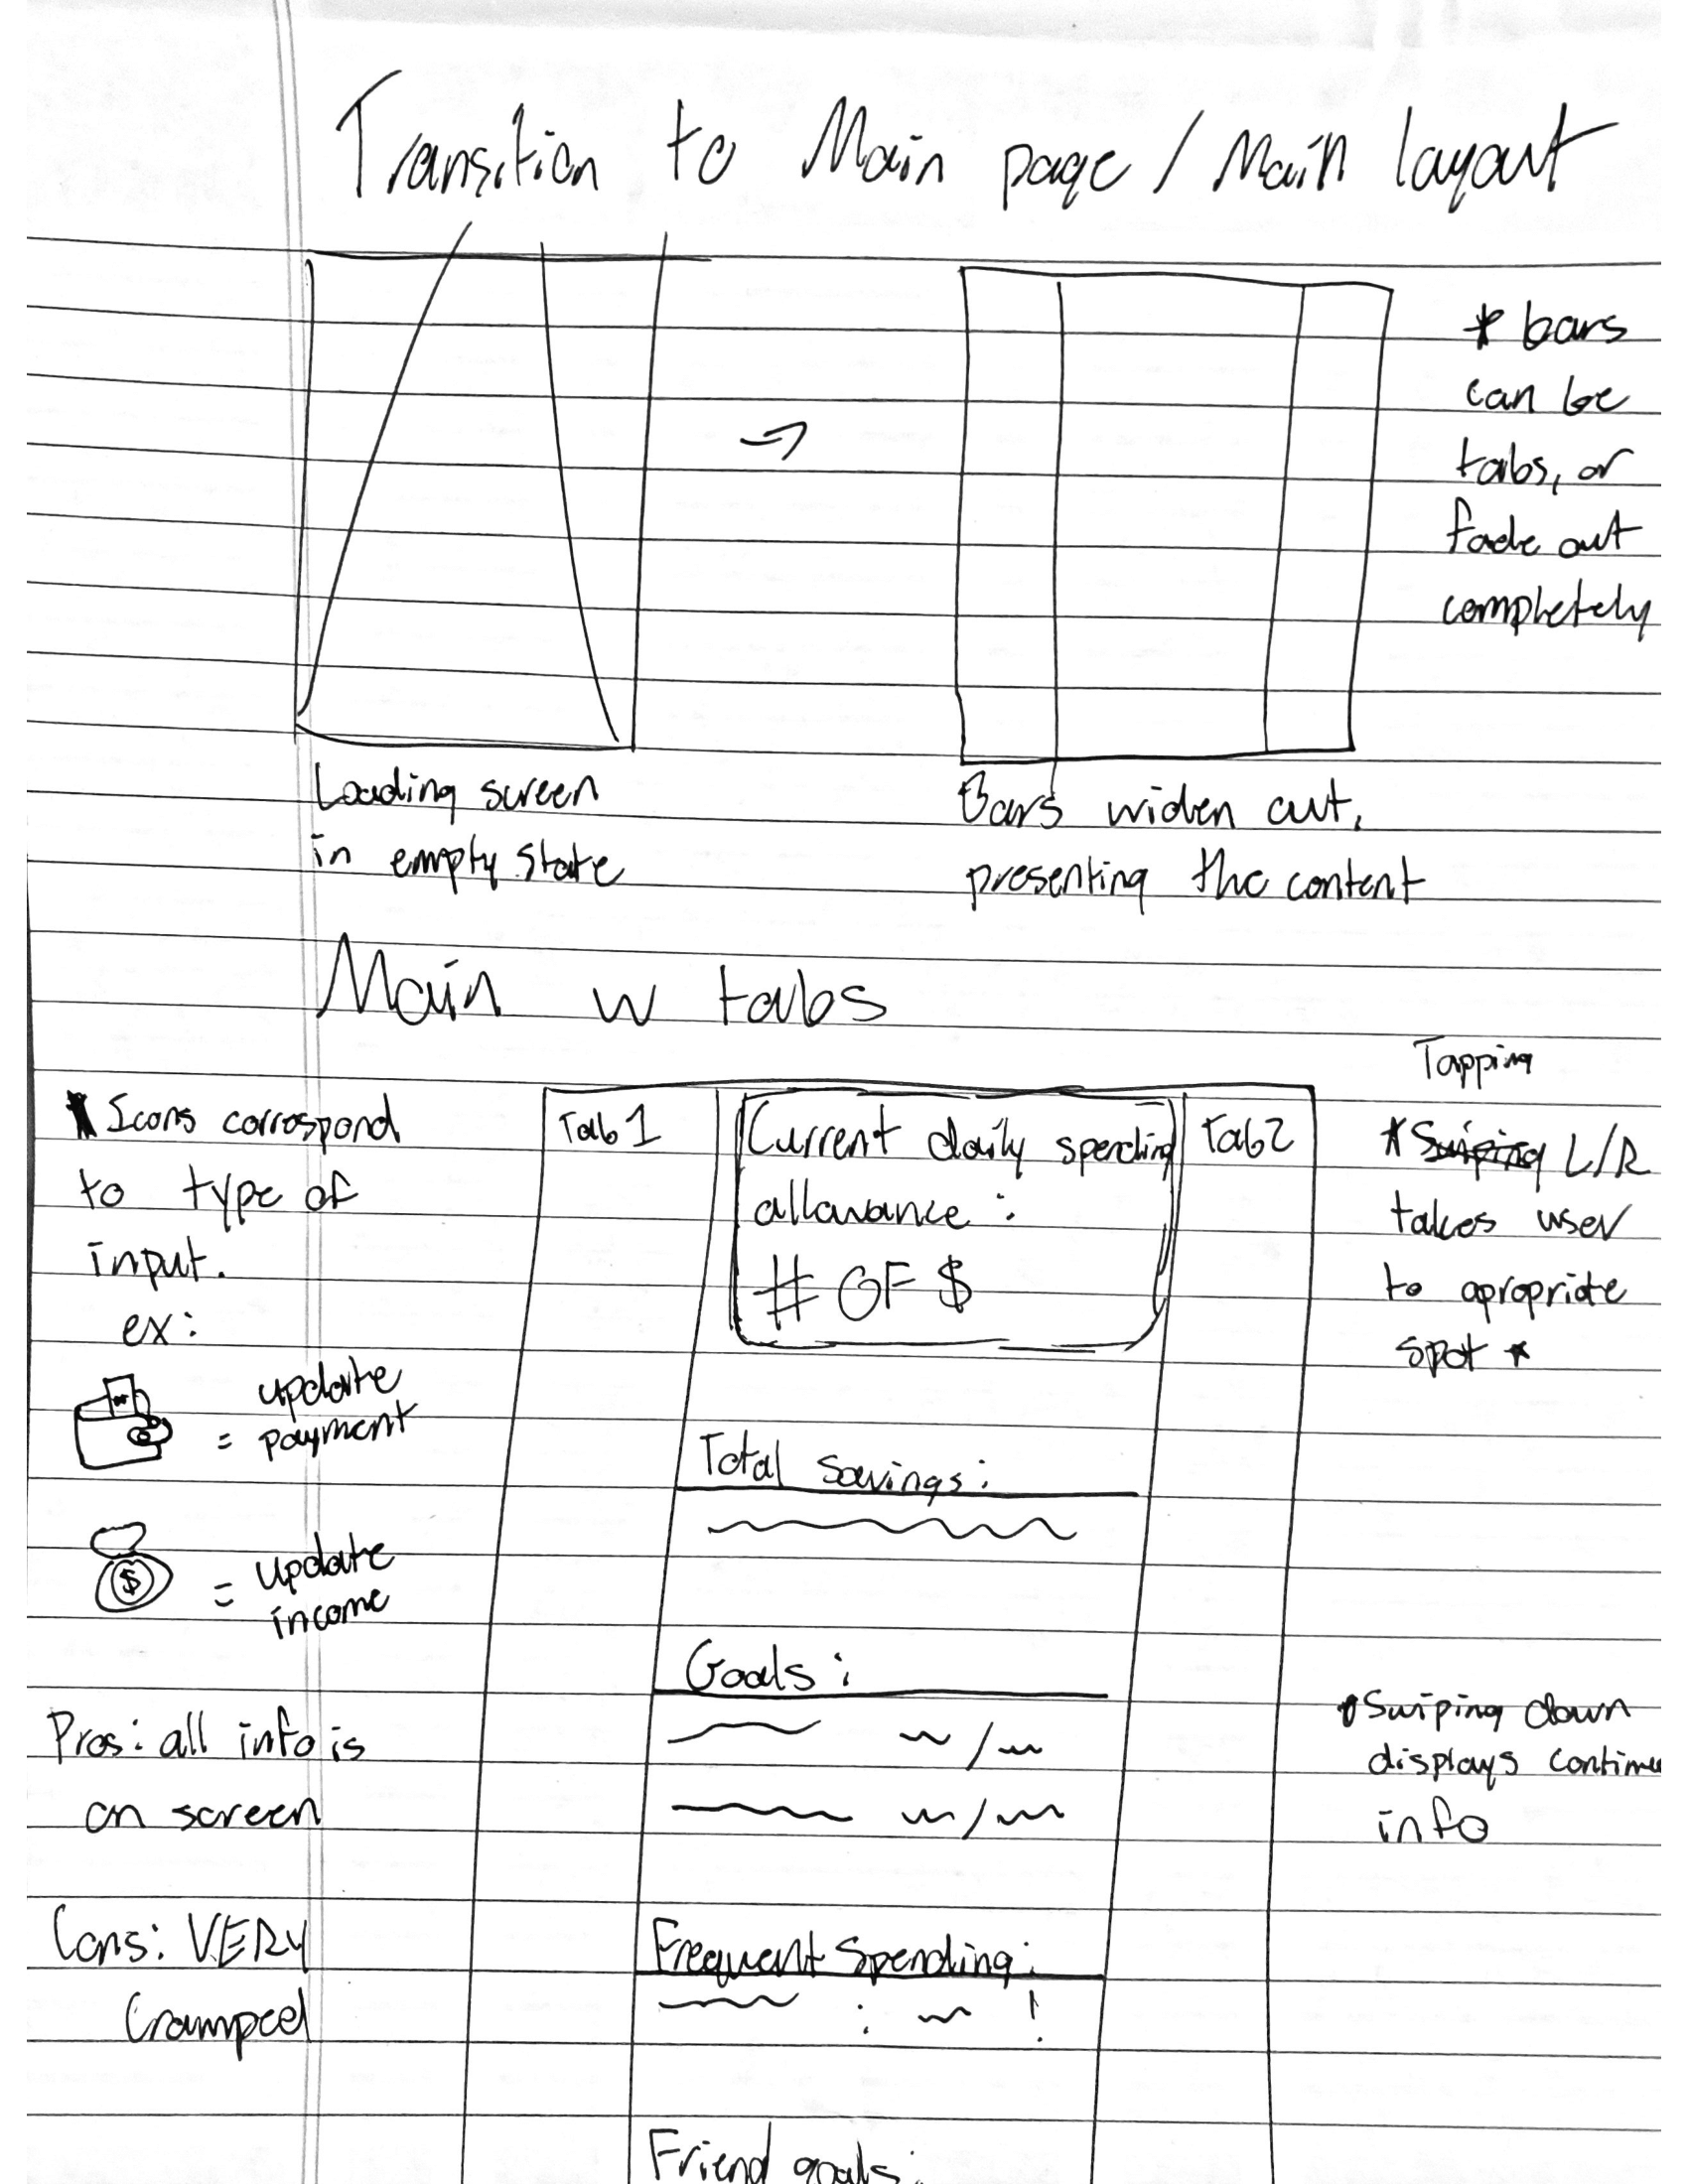 Transition to Main page / Main layout
* bars
can be
tabs, or
fade out
completely
Loading screen
in empty state
Bars widen out,
presenting the content
Main w tabs
* Icons correspond
to type of
input.
ex:
= update
payment
$ = update
income
Pros: all info is
on screen
Cons: VERY
Cramped
Tab 1
Current daily spending
allawance :
# OF $
Tab 2
Total savings:
Goals :
/
/
Frequent Spending:
: !
Friend goals:
Tapping
* Swiping L/R
takes user
to apropriate
spot *
* Swiping down
displays continue
info